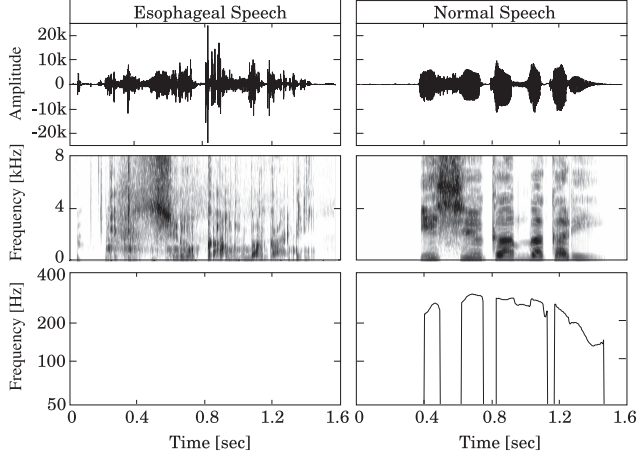 Esophageal Speech
Normal Speech
Amplitude
20k
10k
0
-10k
-20k
Frequency [kHz]
8
4
0
Frequency [Hz]
400
200
100
50
0 0.4 0.8 1.2 1.6
0 0.4 0.8 1.2 1.6
Time [sec]
Time [sec]